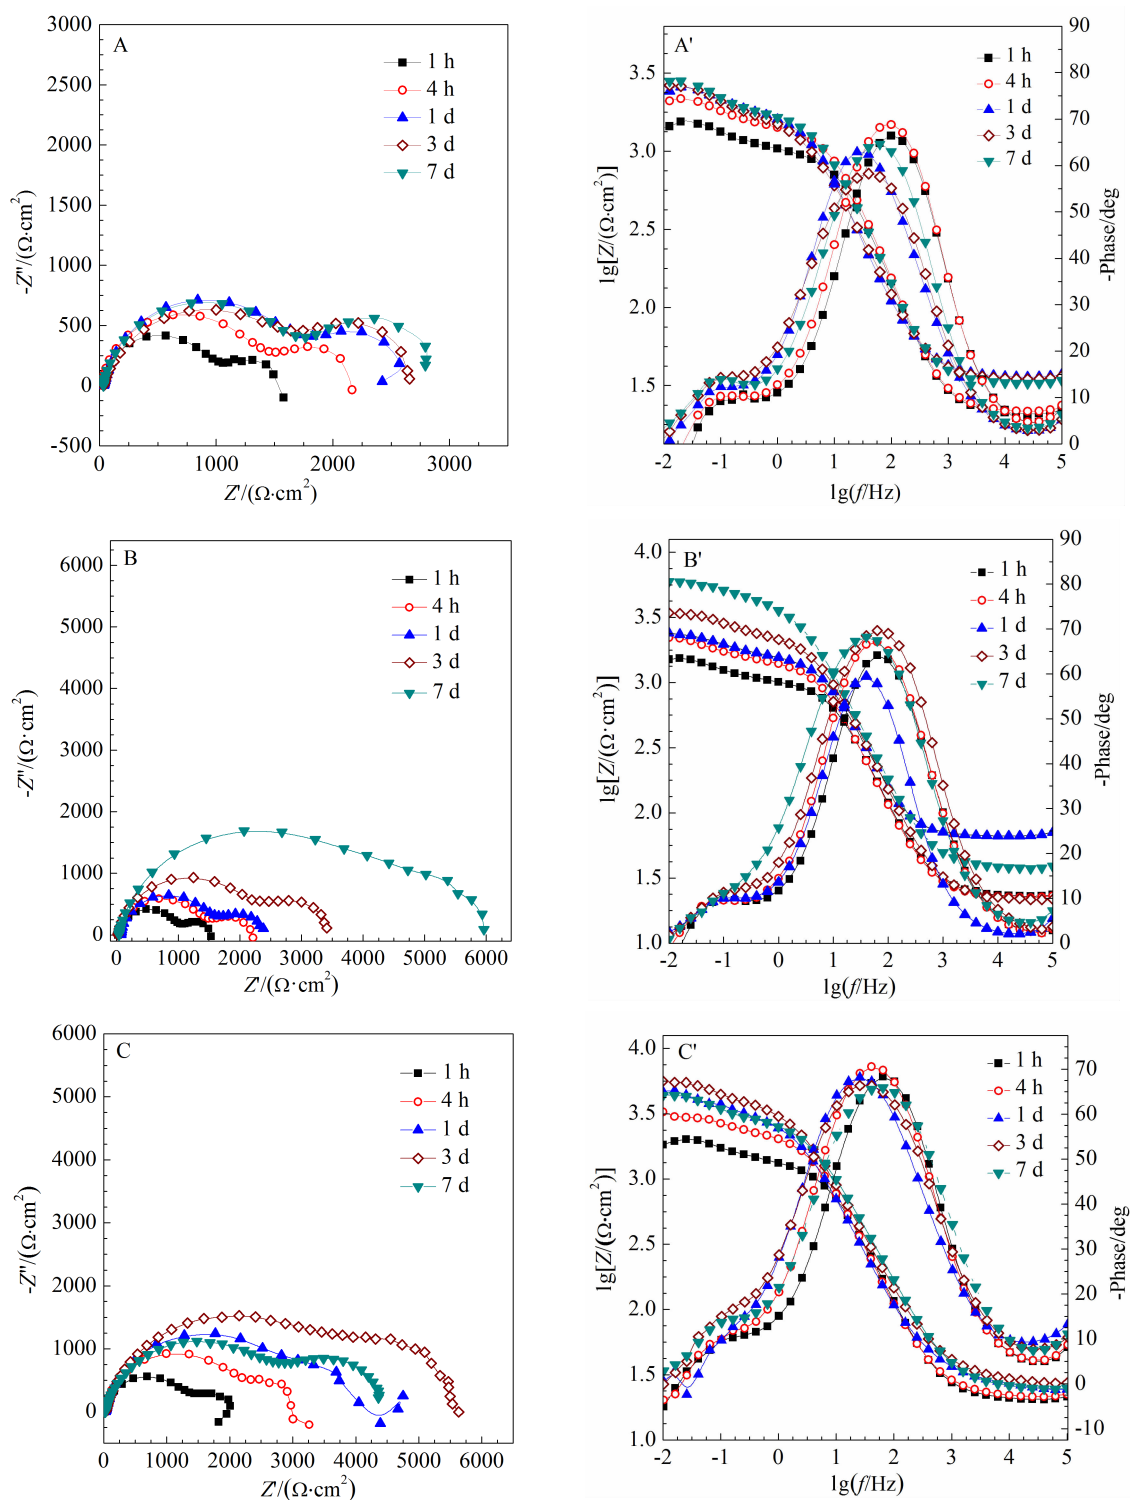 A
1 h
4 h
1 d
3 d
7 d
3000
2500
2000
1500
1000
500
0
-500
0
1000
2000
3000
-Z''/(Ω·cm²)
Z'/(Ω·cm²)
A'
1 h
4 h
1 d
3 d
7 d
3.5
3.0
2.5
2.0
1.5
-2
-1
0
1
2
3
4
5
90
80
70
60
50
40
30
20
10
0
lg[Z/(Ω·cm²)]
-Phase/deg
lg(f/Hz)
B
1 h
4 h
1 d
3 d
7 d
6000
5000
4000
3000
2000
1000
0
0
1000
2000
3000
4000
5000
6000
-Z''/(Ω·cm²)
Z'/(Ω·cm²)
B'
1 h
4 h
1 d
3 d
7 d
4.0
3.5
3.0
2.5
2.0
1.5
1.0
-2
-1
0
1
2
3
4
5
90
80
70
60
50
40
30
20
10
0
lg[Z/(Ω·cm²)]
-Phase/deg
lg(f/Hz)
C
1 h
4 h
1 d
3 d
7 d
6000
5000
4000
3000
2000
1000
0
0
1000
2000
3000
4000
5000
6000
-Z''/(Ω·cm²)
Z'/(Ω·cm²)
C'
1 h
4 h
1 d
3 d
7 d
4.0
3.5
3.0
2.5
2.0
1.5
1.0
-2
-1
0
1
2
3
4
5
70
60
50
40
30
20
10
0
-10
lg[Z/(Ω·cm²)]
-Phase/deg
lg(f/Hz)